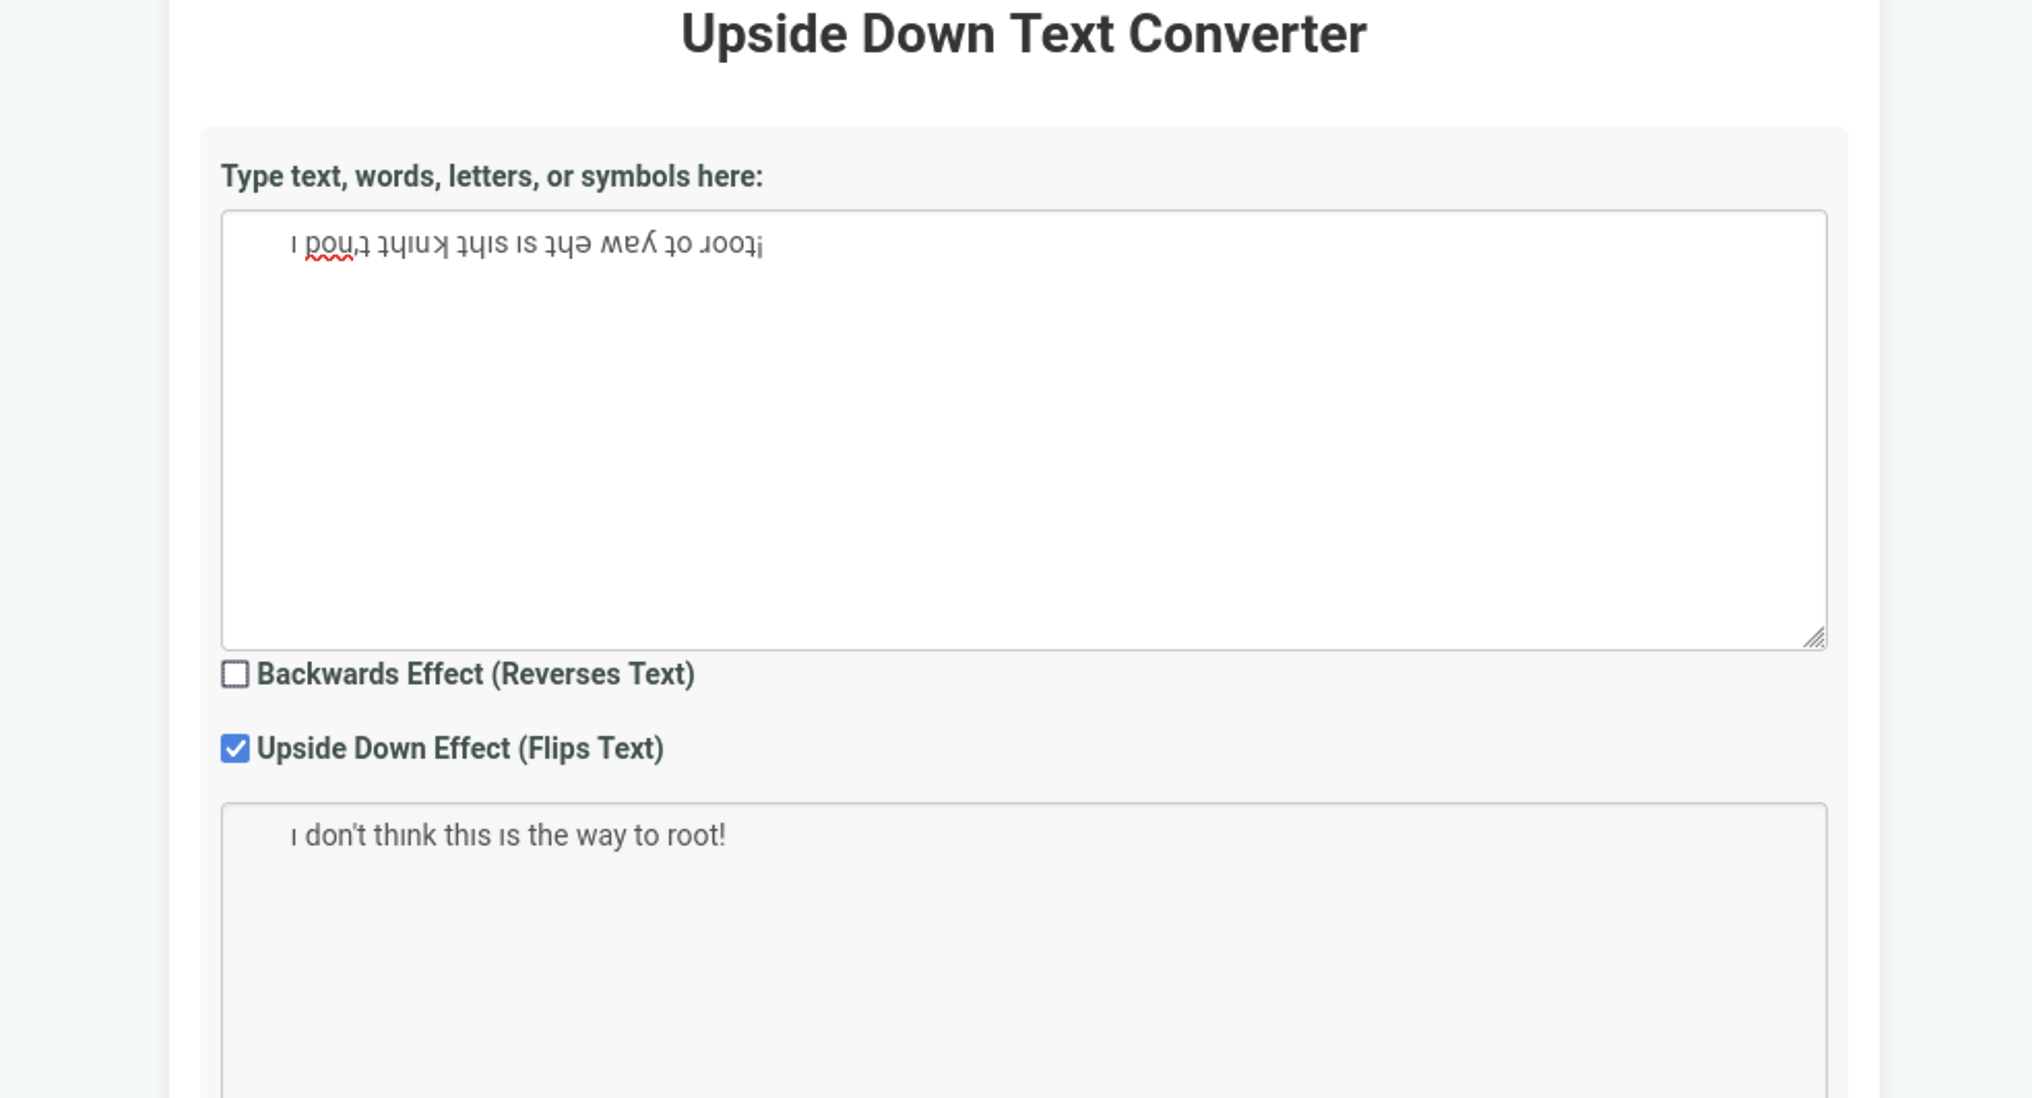 Upside Down Text Converter
Type text, words, letters, or symbols here:
ı pou,ʇ ʇɥıuʞ ʇɥıs ıs ʇɥǝ ʍɐʎ ʇo ɹooʇ¡
Backwards Effect (Reverses Text)
Upside Down Effect (Flips Text)
ı don't thınk thıs ıs the way to root!